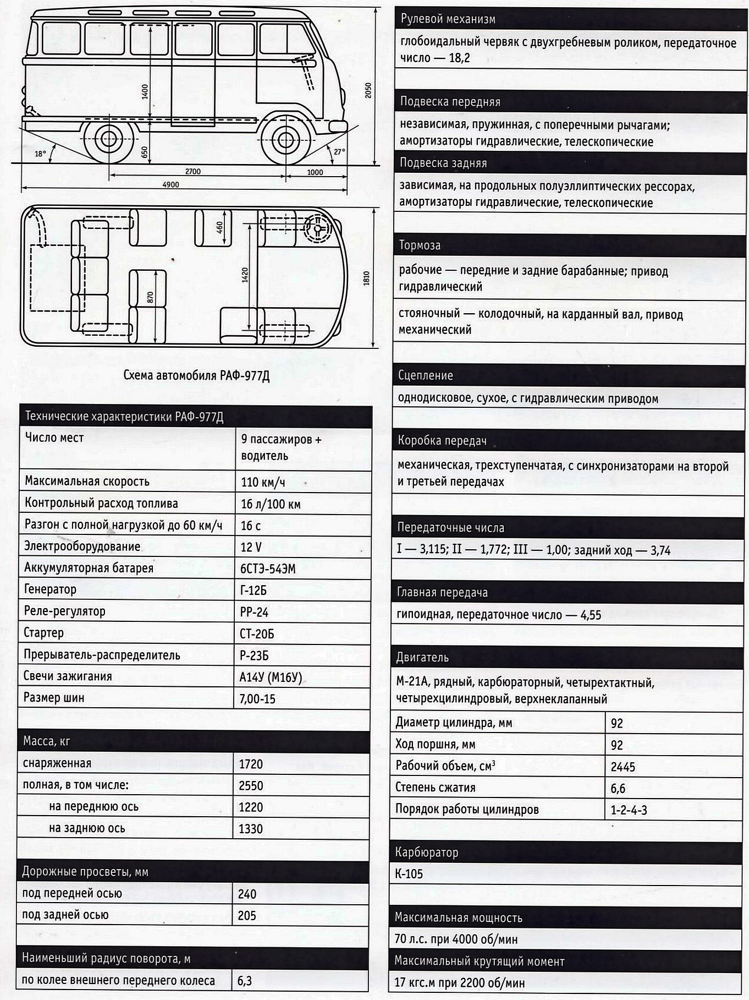 1400
650
2050
18°
27°
2700
1000
4900
460
1420
870
1810
Схема автомобиля РАФ-977Д
Технические характеристики РАФ-977Д
Число мест
9 пассажиров +
водитель
Максимальная скорость
110 км/ч
Контрольный расход топлива
16 л/100 км
Разгон с полной нагрузкой до 60 км/ч
16 с
Электрооборудование
12 V
Аккумуляторная батарея
6СТЭ-54ЭМ
Генератор
Г-12Б
Реле-регулятор
РР-24
Стартер
СТ-20Б
Прерыватель-распределитель
Р-23Б
Свечи зажигания
А14У (М16У)
Размер шин
7,00-15
Масса, кг
снаряженная
1720
полная, в том числе:
2550
на переднюю ось
1220
на заднюю ось
1330
Дорожные просветы, мм
под передней осью
240
под задней осью
205
Наименьший радиус поворота, м
по колее внешнего переднего колеса
6,3
Рулевой механизм
глобоидальный червяк с двухгребневым роликом, передаточное
число — 18,2
Подвеска передняя
независимая, пружинная, с поперечными рычагами;
амортизаторы гидравлические, телескопические
Подвеска задняя
зависимая, на продольных полуэллиптических рессорах,
амортизаторы гидравлические, телескопические
Тормоза
рабочие — передние и задние барабанные; привод
гидравлический
стояночный — колодочный, на карданный вал, привод
механический
Сцепление
однодисковое, сухое, с гидравлическим приводом
Коробка передач
механическая, трехступенчатая, с синхронизаторами на второй
и третьей передачах
Передаточные числа
I — 3,115; II — 1,772; III — 1,00; задний ход — 3,74
Главная передача
гипоидная, передаточное число — 4,55
Двигатель
М-21А, рядный, карбюраторный, четырехтактный,
четырехцилиндровый, верхнеклапанный
Диаметр цилиндра, мм
92
Ход поршня, мм
92
Рабочий объем, см³
2445
Степень сжатия
6,6
Порядок работы цилиндров
1-2-4-3
Карбюратор
К-105
Максимальная мощность
70 л.с. при 4000 об/мин
Максимальный крутящий момент
17 кгс.м при 2200 об/мин